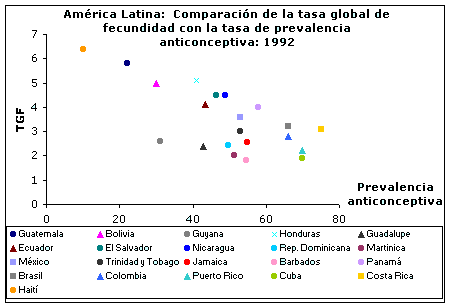 América Latina: Comparación de la tasa global de
fecundidad con la tasa de prevalencia
anticonceptiva: 1992
TGF
7
6
5
4
3
2
1
0
0 20 40 60 80
Prevalencia
anticonceptiva
Guatemala Bolivia Guyana Honduras Guadalupe
Ecuador El Salvador Nicaragua Rep. Dominicana Martinica
México Trinidad y Tobago Jamaica Barbados Panamá
Brasil Colombia Puerto Rico Cuba Costa Rica
Haití